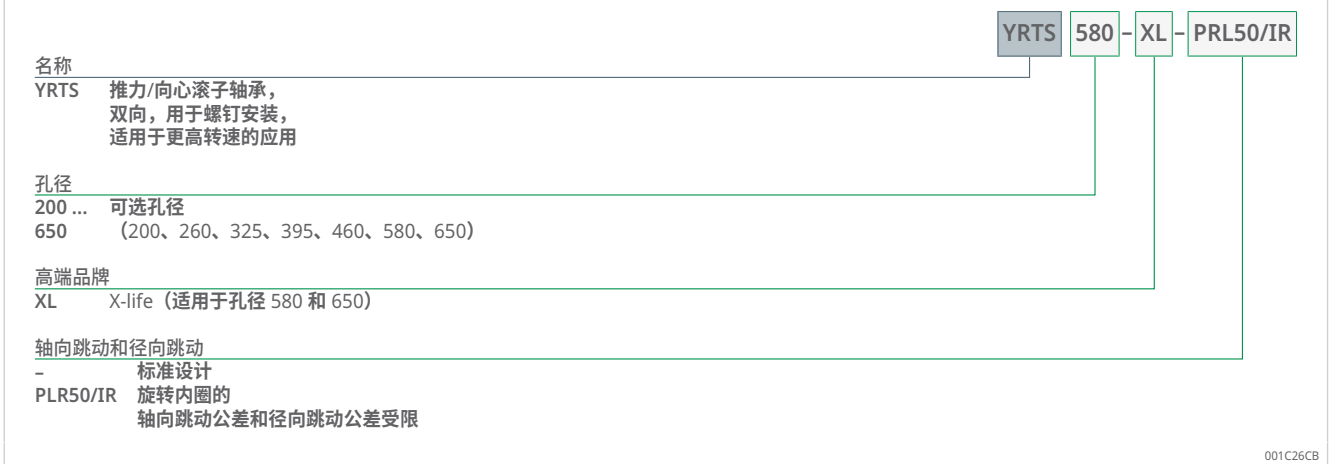 YRTS 580 – XL – PRL50/IR
名称
YRTS 推力/向心滚子轴承，
双向，用于螺钉安装，
适用于更高转速的应用
孔径
200 ... 可选孔径
650 （200、260、325、395、460、580、650）
高端品牌
XL X-life（适用于孔径 580 和 650）
轴向跳动和径向跳动
– 标准设计
PLR50/IR 旋转内圈的
轴向跳动公差和径向跳动公差受限
001C26CB